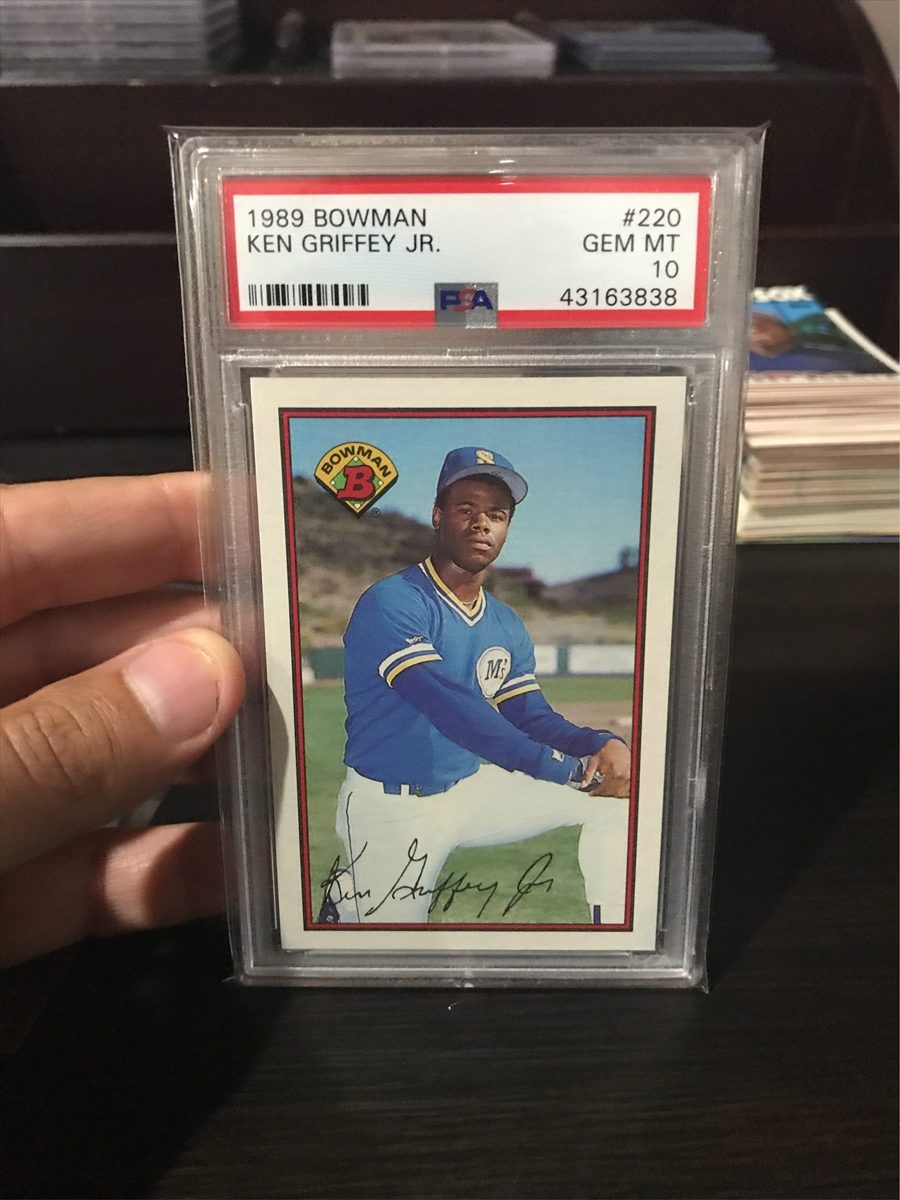 1989 BOWMAN #220
KEN GRIFFEY JR. GEM MT
10
PSA 43163838
BOWMAN
B
S
M's
Ken Griffey Jr